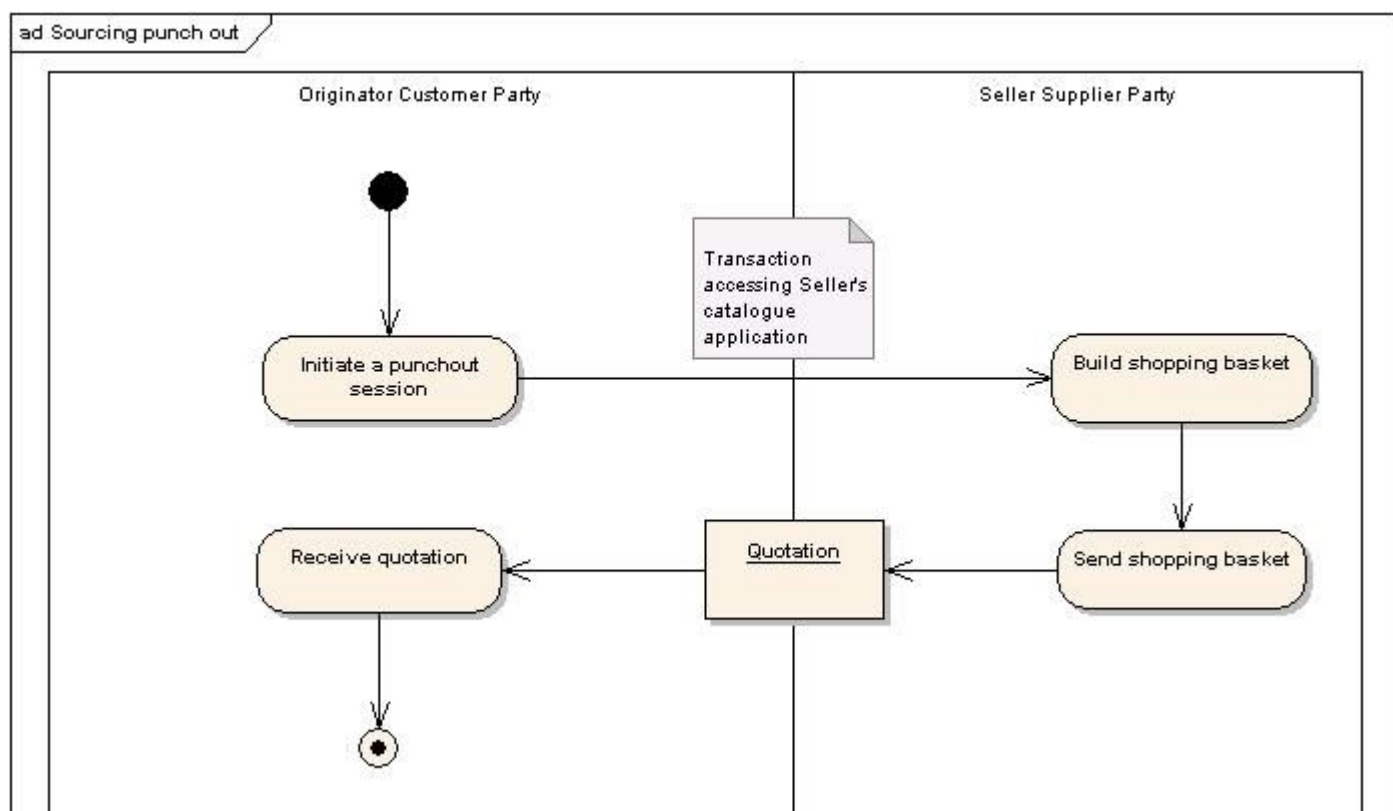 ad Sourcing punch out
Originator Customer Party
Seller Supplier Party
Transaction
accessing Seller's
catalogue
application
Initiate a punchout
session
Build shopping basket
Receive quotation
Quotation
Send shopping basket